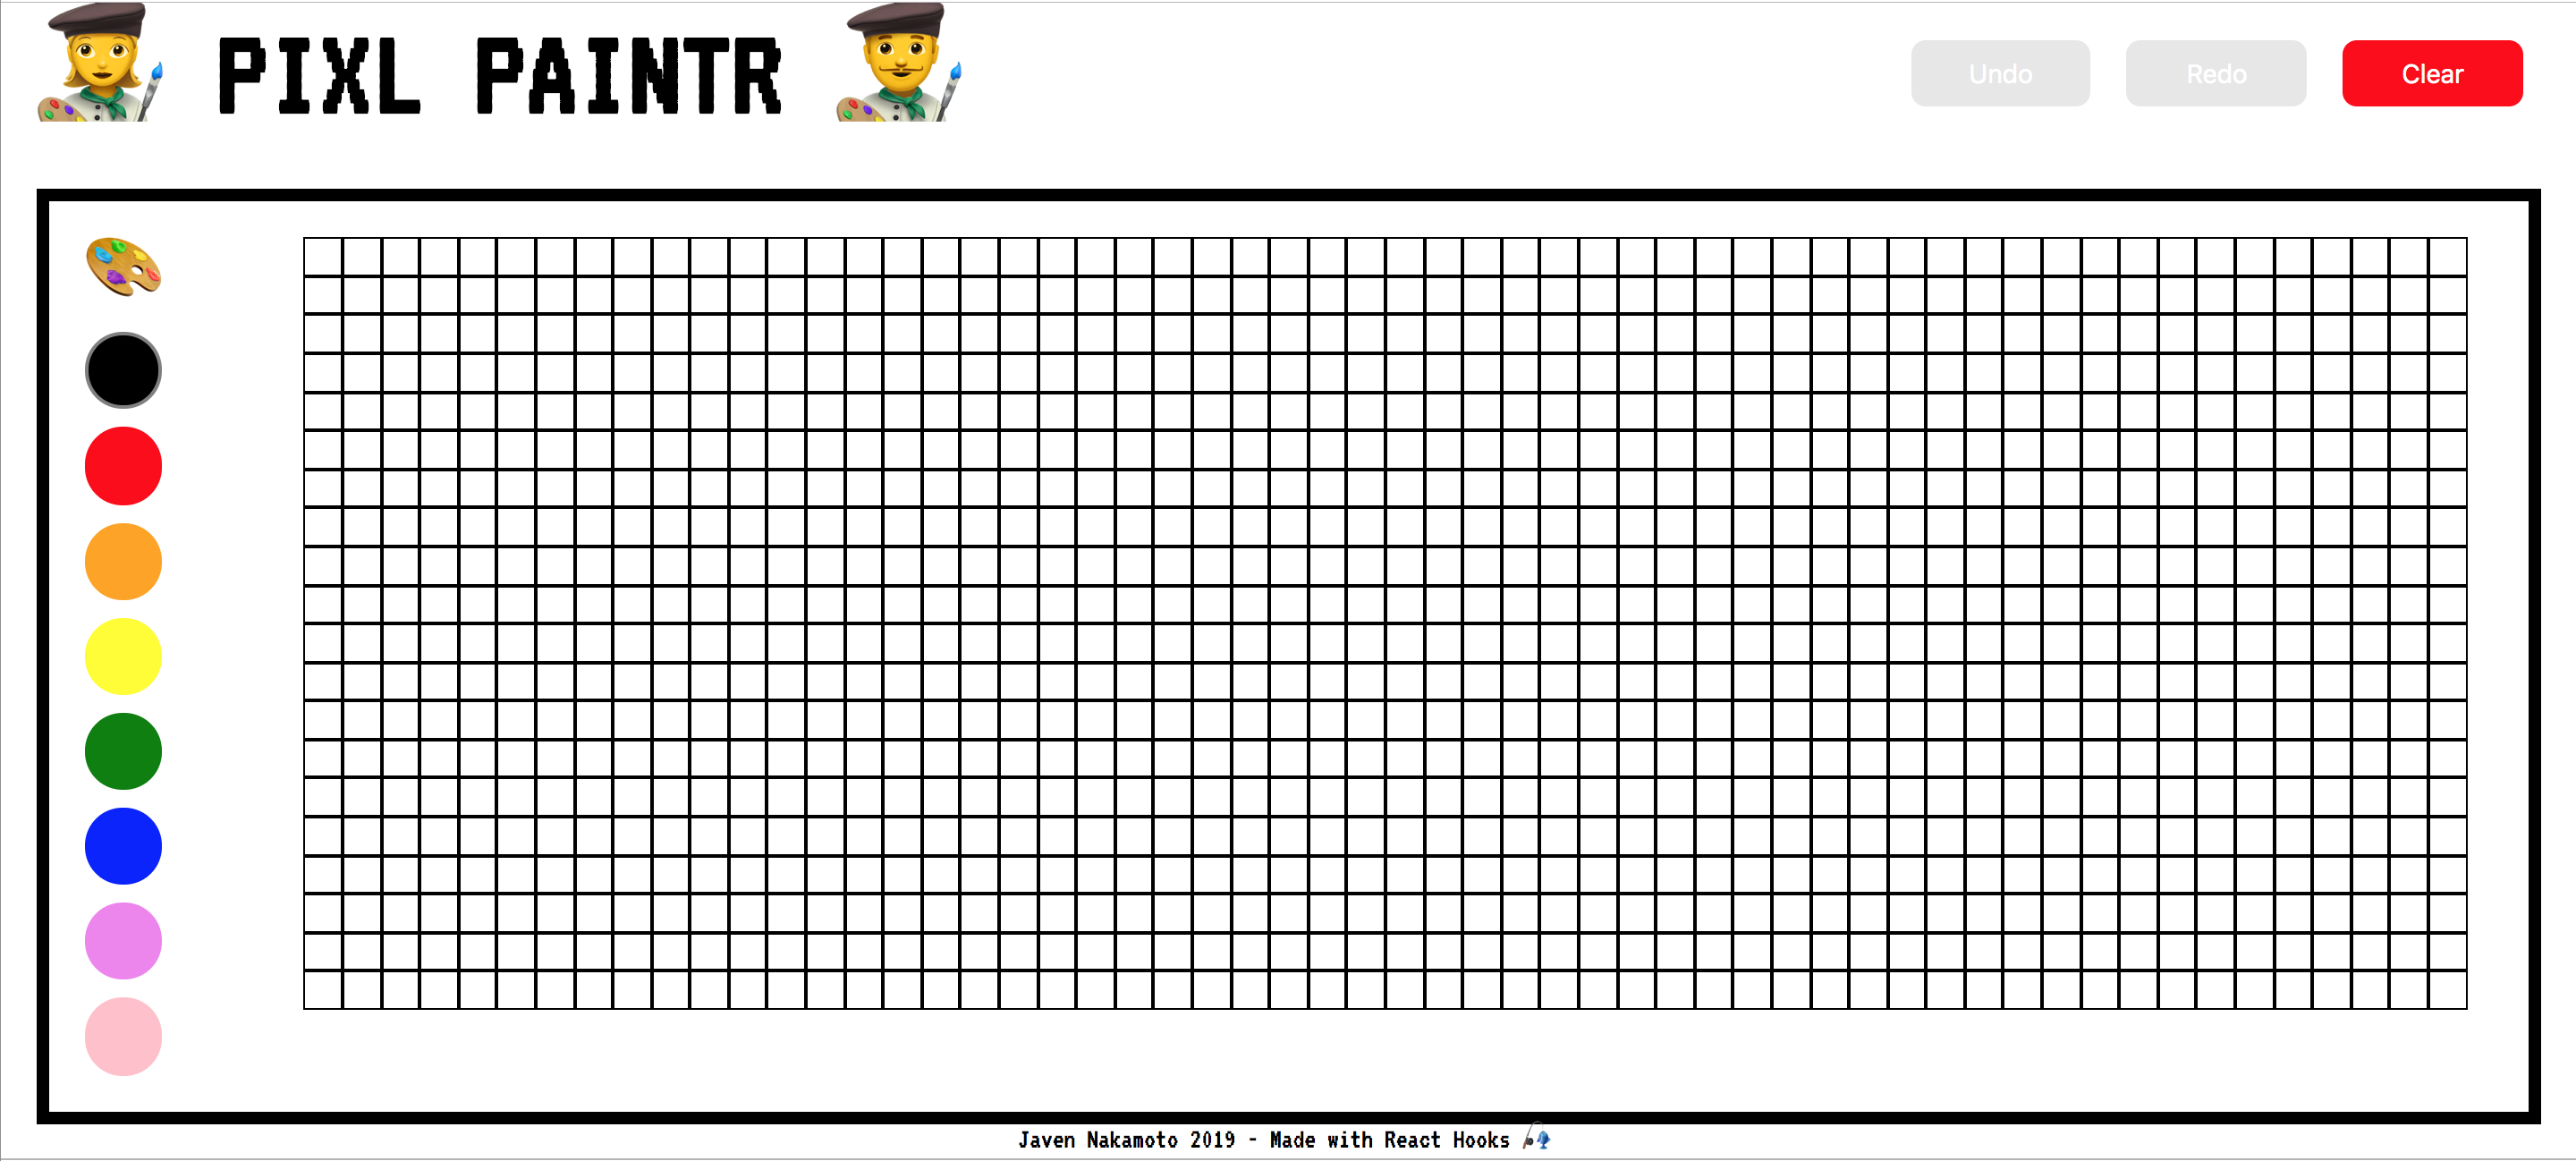 PIXL PAINTR
Undo
Redo
Clear
Javen Nakamoto 2019 - Made with React Hooks 🎣